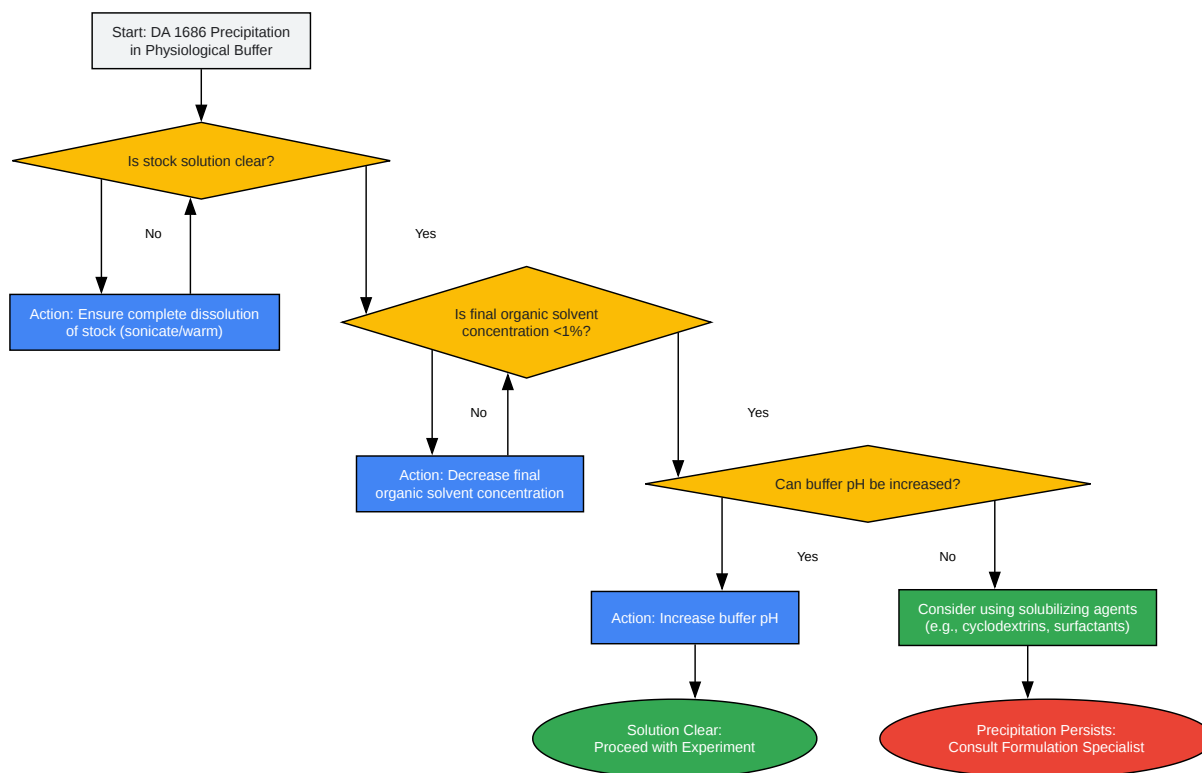 Start: DA 1686 Precipitation
in Physiological Buffer
Is stock solution clear?
No
Yes
Action: Ensure complete dissolution
of stock (sonicate/warm)
Is final organic solvent
concentration <1%?
No
Yes
Action: Decrease final
organic solvent concentration
Can buffer pH be increased?
Yes
No
Action: Increase buffer pH
Consider using solubilizing agents
(e.g., cyclodextrins, surfactants)
Solution Clear:
Proceed with Experiment
Precipitation Persists:
Consult Formulation Specialist